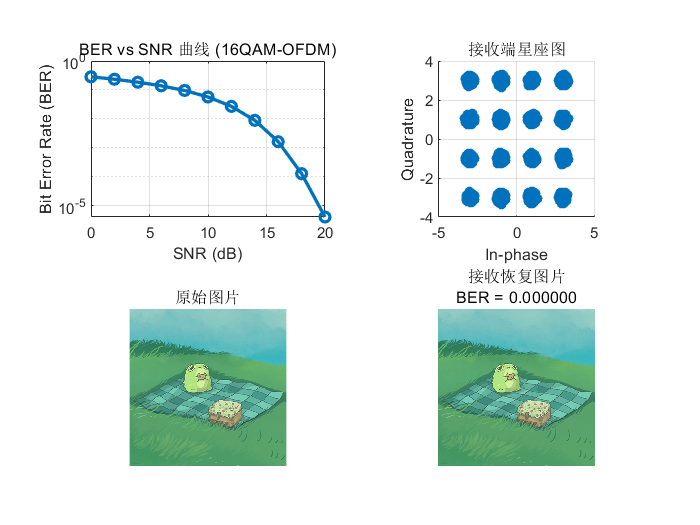 BER vs SNR 曲线 (16QAM-OFDM)
10^0
10^-5
Bit Error Rate (BER)
0 5 10 15 20
SNR (dB)
接收端星座图
4
2
0
-2
-4
Quadrature
-5 0 5
In-phase
原始图片
接收恢复图片
BER = 0.000000